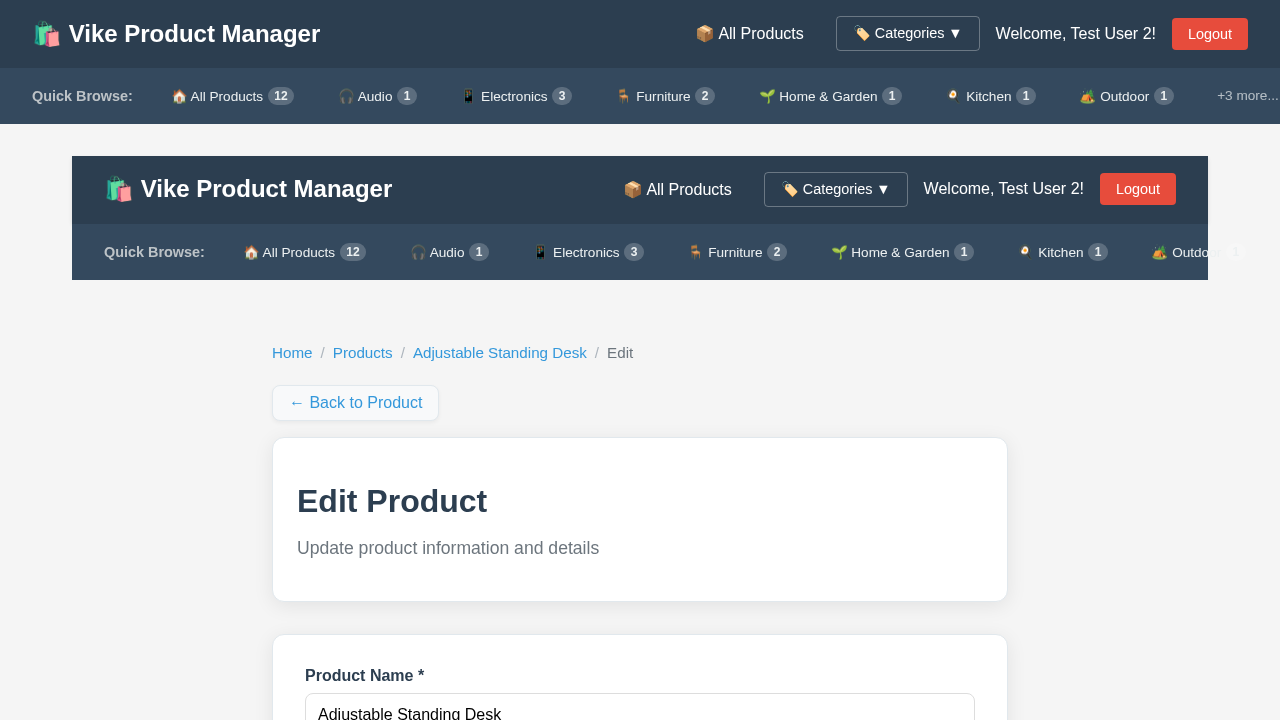 🛍️ Vike Product Manager 📦 All Products 🏷️ Categories ▼ Welcome, Test User 2! Logout
Quick Browse: 🏠 All Products 12 🎧 Audio 1 📱 Electronics 3 🪑 Furniture 2 🌱 Home & Garden 1 🍳 Kitchen 1 🏕️ Outdoor 1 +3 more...
🛍️ Vike Product Manager 📦 All Products 🏷️ Categories ▼ Welcome, Test User 2! Logout
Quick Browse: 🏠 All Products 12 🎧 Audio 1 📱 Electronics 3 🪑 Furniture 2 🌱 Home & Garden 1 🍳 Kitchen 1 🏕️ Outdoor 1
Home / Products / Adjustable Standing Desk / Edit
← Back to Product
Edit Product
Update product information and details
Product Name *
Adjustable Standing Desk